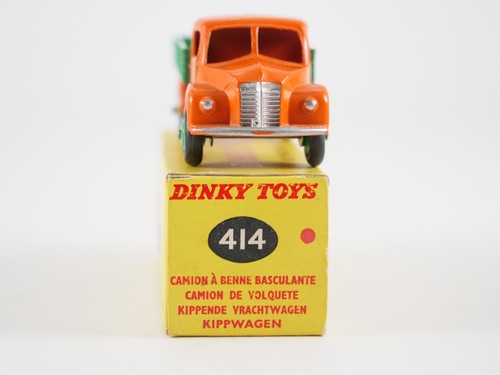 DINKY TOYS
414
CAMION À BENNE BASCULANTE
CAMION DE VOLQUETE
KIPPENDE VRACHTWAGEN
KIPPWAGEN